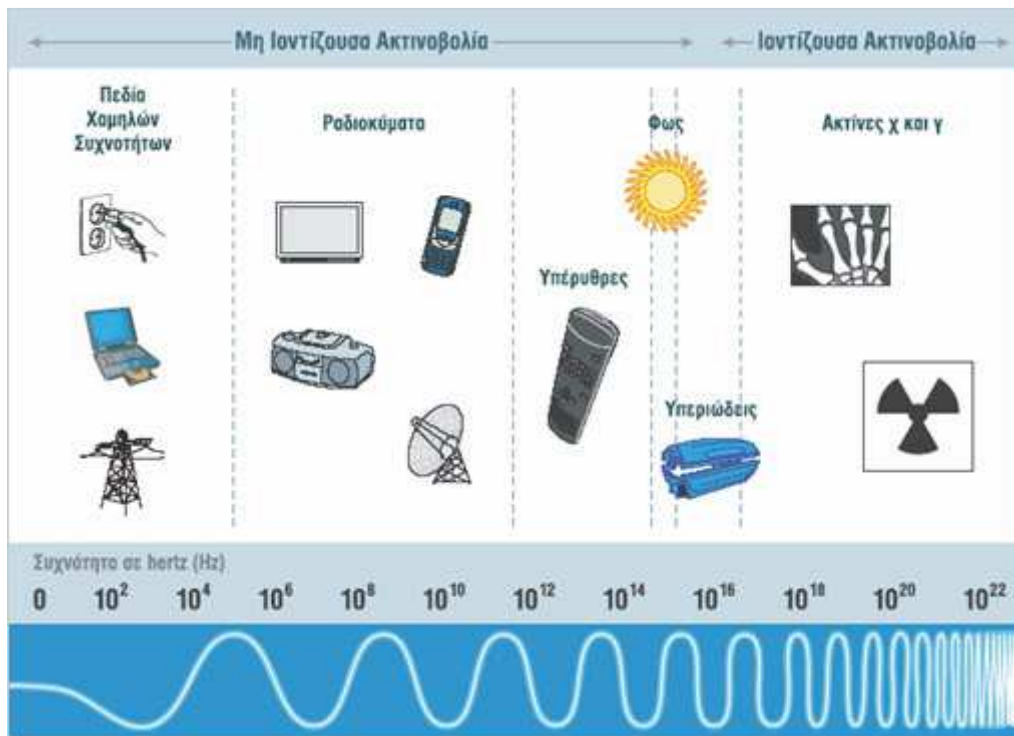 Μη Ιοντίζουσα Ακτινοβολία
Ιοντίζουσα Ακτινοβολία
Πεδία
Χαμηλών
Συχνοτήτων
Ραδιοκύματα
Φως
Ακτίνες χ και γ
Υπέρυθρες
Υπεριώδεις
Συχνότητα σε hertz (Hz)
0 10² 10⁴ 10⁶ 10⁸ 10¹⁰ 10¹² 10¹⁴ 10¹⁶ 10¹⁸ 10²⁰ 10²²